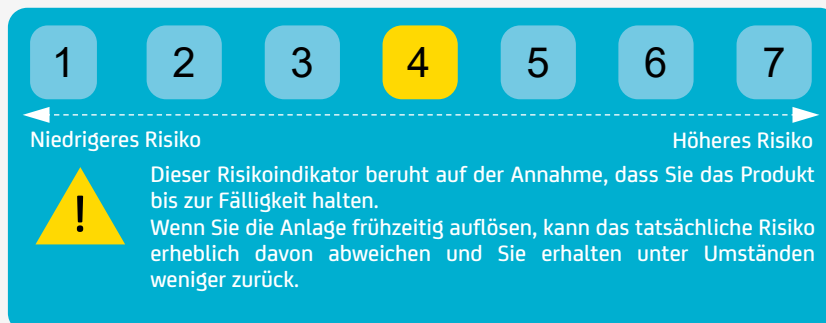 1 2 3 4 5 6 7
Niedrigeres Risiko Höheres Risiko
!
Dieser Risikoindikator beruht auf der Annahme, dass Sie das Produkt
bis zur Fälligkeit halten.
Wenn Sie die Anlage frühzeitig auflösen, kann das tatsächliche Risiko
erheblich davon abweichen und Sie erhalten unter Umständen
weniger zurück.